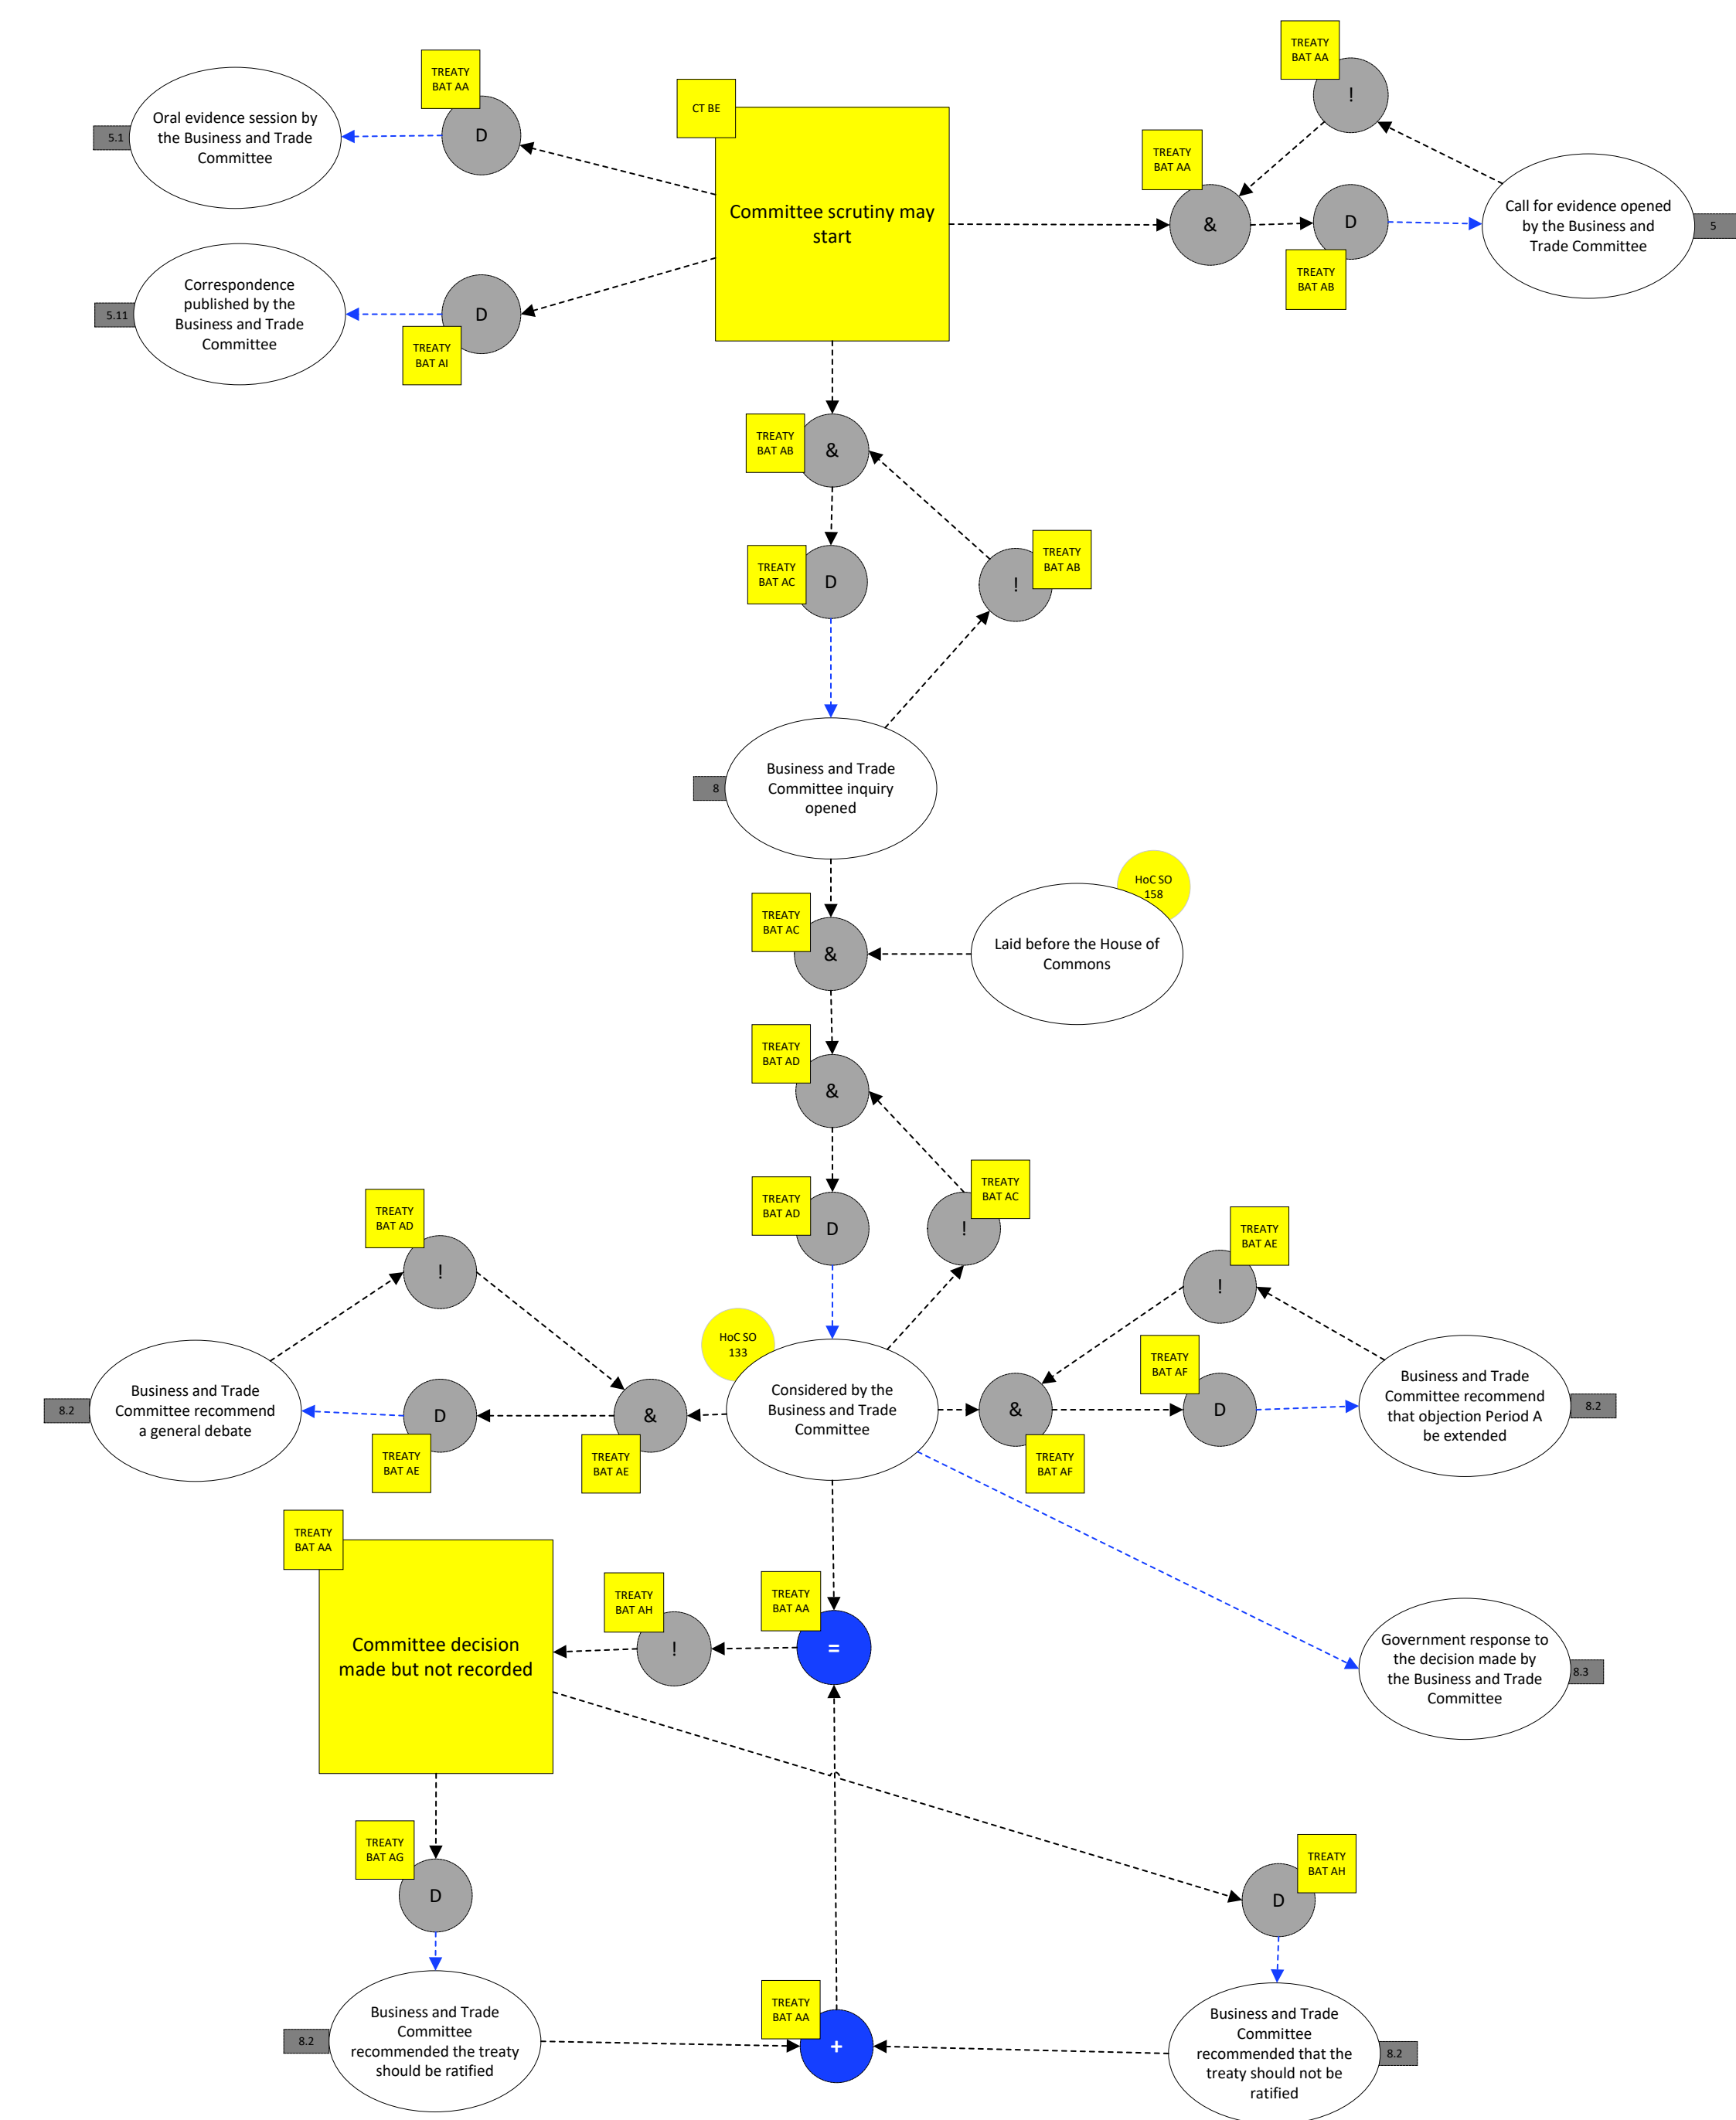 TREATY
BAT AA
D
Oral evidence session by
the Business and Trade
Committee
5.1
CT BE
Committee scrutiny may
start
TREATY
BAT AA
!
TREATY
BAT AA
&
D
TREATY
BAT AB
Call for evidence opened
by the Business and
Trade Committee
5
Correspondence
published by the
Business and Trade
Committee
5.11
D
TREATY
BAT AI
TREATY
BAT AB
&
TREATY
BAT AC
D
TREATY
BAT AB
!
Business and Trade
Committee inquiry
opened
8
TREATY
BAT AC
&
HoC SO
158
Laid before the House of
Commons
TREATY
BAT AD
&
TREATY
BAT AD
D
TREATY
BAT AC
!
TREATY
BAT AD
!
TREATY
BAT AE
!
HoC SO
133
Considered by the
Business and Trade
Committee
8.2
Business and Trade
Committee recommend
a general debate
D
TREATY
BAT AE
&
TREATY
BAT AE
&
TREATY
BAT AF
TREATY
BAT AF
D
Business and Trade
Committee recommend
that objection Period A
be extended
8.2
TREATY
BAT AA
Committee decision
made but not recorded
TREATY
BAT AH
!
TREATY
BAT AA
=
Government response to
the decision made by
the Business and Trade
Committee
8.3
TREATY
BAT AG
D
TREATY
BAT AH
D
8.2
Business and Trade
Committee
recommended the treaty
should be ratified
TREATY
BAT AA
+
Business and Trade
Committee
recommended that the
treaty should not be
ratified
8.2